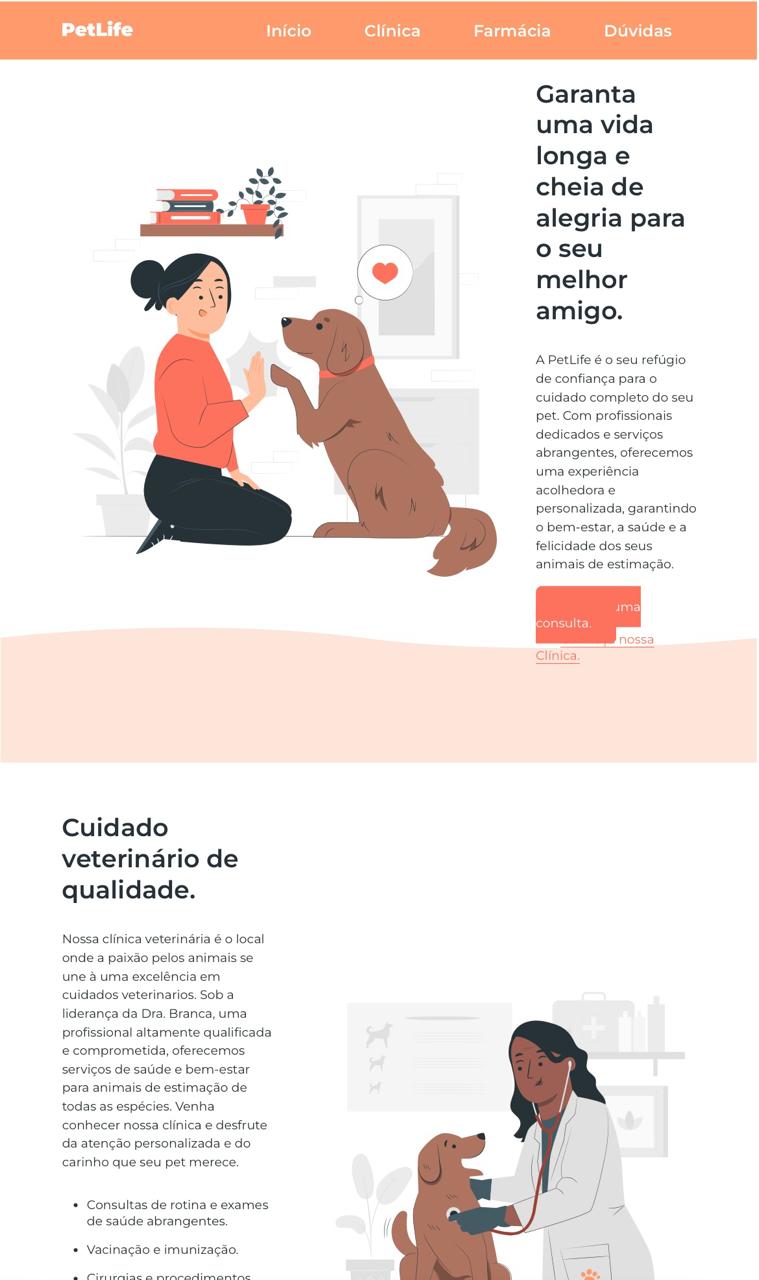 PetLife
Início
Clínica
Farmácia
Dúvidas
Garanta
uma vida
longa e
cheia de
alegria para
o seu
melhor
amigo.
A PetLife é o seu refúgio
de confiança para o
cuidado completo do seu
pet. Com profissionais
dedicados e serviços
abrangentes, oferecemos
uma experiência
acolhedora e
personalizada, garantindo
o bem-estar, a saúde e a
felicidade dos seus
animais de estimação.
uma
consulta.
nossa
Clínica.
Cuidado
veterinário de
qualidade.
Nossa clínica veterinária é o local
onde a paixão pelos animais se
une à uma excelência em
cuidados veterinarios. Sob a
liderança da Dra. Branca, uma
profissional altamente qualificada
e comprometida, oferecemos
serviços de saúde e bem-estar
para animais de estimação de
todas as espécies. Venha
conhecer nossa clínica e desfrute
da atenção personalizada e do
carinho que seu pet merece.
• Consultas de rotina e exames
de saúde abrangentes.
• Vacinação e imunização.
• Cirurgias e procedimentos